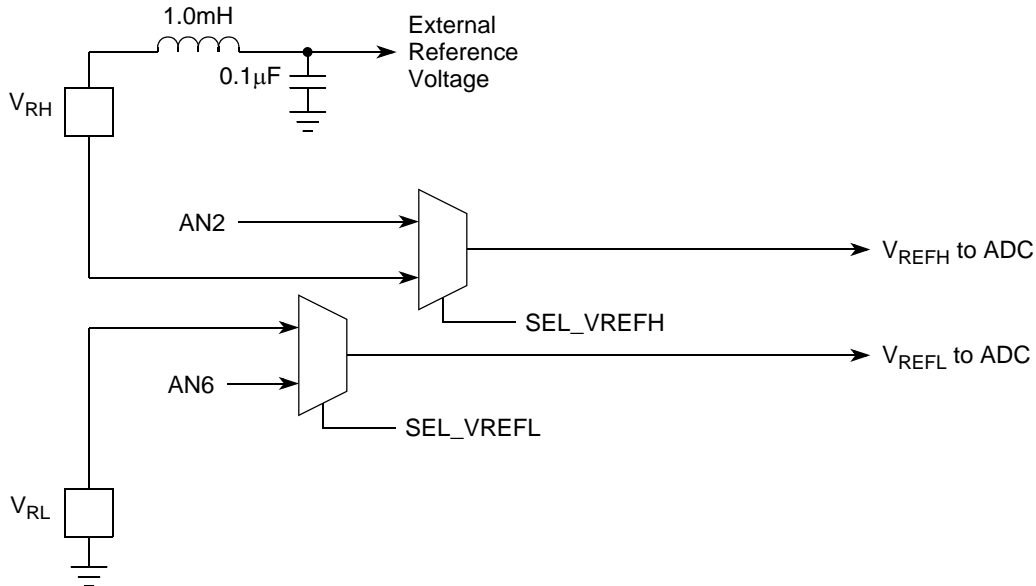 1.0mH
External
Reference
Voltage
0.1μF
V_RH
AN2
V_REFH to ADC
SEL_VREFH
V_REFL to ADC
AN6
SEL_VREFL
V_RL